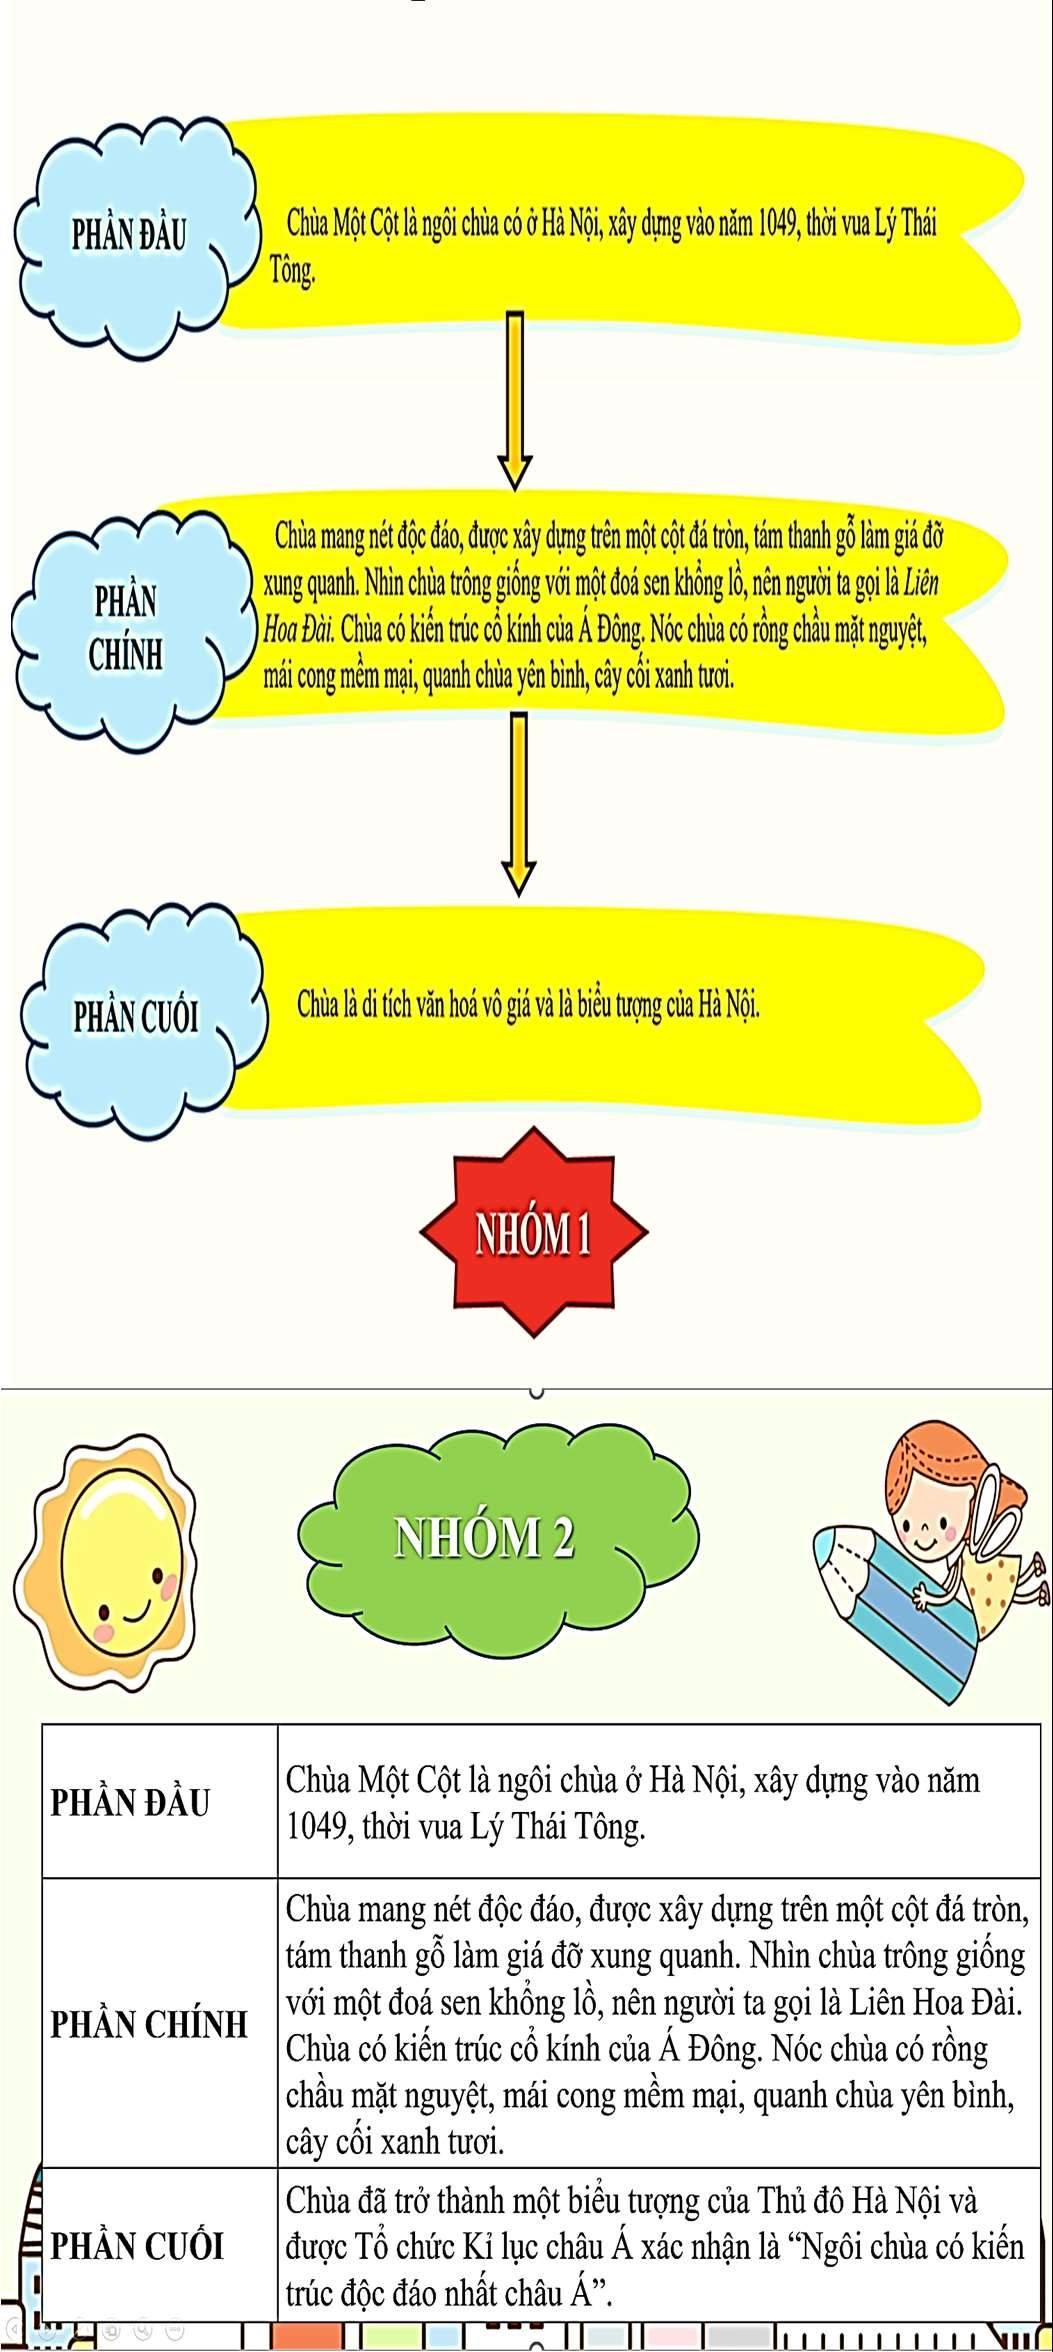 PHẦN ĐẦU
Chùa Một Cột là ngôi chùa có ở Hà Nội, xây dựng vào năm 1049, thời vua Lý Thái
Tông.
PHẦN
CHÍNH
Chùa mang nét độc đáo, được xây dựng trên một cột đá tròn, tám thanh gỗ làm giá đỡ
xung quanh. Nhìn chùa trông giống với một đoá sen khổng lồ, nên người ta gọi là Liên
Hoa Đài. Chùa có kiến trúc cổ kính của Á Đông. Nóc chùa có rồng chầu mặt nguyệt,
mái cong mềm mại, quanh chùa yên bình, cây cối xanh tươi.
PHẦN CUỐI
Chùa là di tích văn hoá vô giá và là biểu tượng của Hà Nội.
NHÓM 1
NHÓM 2
PHẦN ĐẦU
Chùa Một Cột là ngôi chùa ở Hà Nội, xây dựng vào năm
1049, thời vua Lý Thái Tông.
PHẦN CHÍNH
Chùa mang nét độc đáo, được xây dựng trên một cột đá tròn,
tám thanh gỗ làm giá đỡ xung quanh. Nhìn chùa trông giống
với một đoá sen khổng lồ, nên người ta gọi là Liên Hoa Đài.
Chùa có kiến trúc cổ kính của Á Đông. Nóc chùa có rồng
chầu mặt nguyệt, mái cong mềm mại, quanh chùa yên bình,
cây cối xanh tươi.
PHẦN CUỐI
Chùa đã trở thành một biểu tượng của Thủ đô Hà Nội và
được Tổ chức Kỉ lục châu Á xác nhận là “Ngôi chùa có kiến
trúc độc đáo nhất châu Á”.